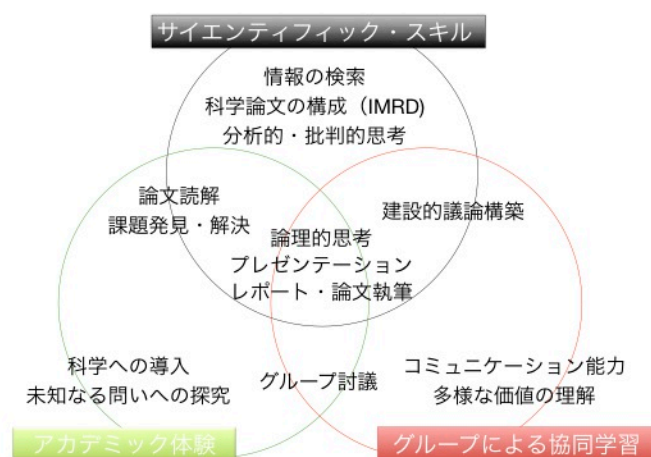 サイエンティフィック・スキル
情報の検索
科学論文の構成（IMRD)
分析的・批判的思考
論文読解
課題発見・解決
建設的議論構築
論理的思考
プレゼンテーション
レポート・論文執筆
科学への導入
未知なる問いへの探究
グループ討議
コミュニケーション能力
多様な価値の理解
アカデミック体験
グループによる協同学習